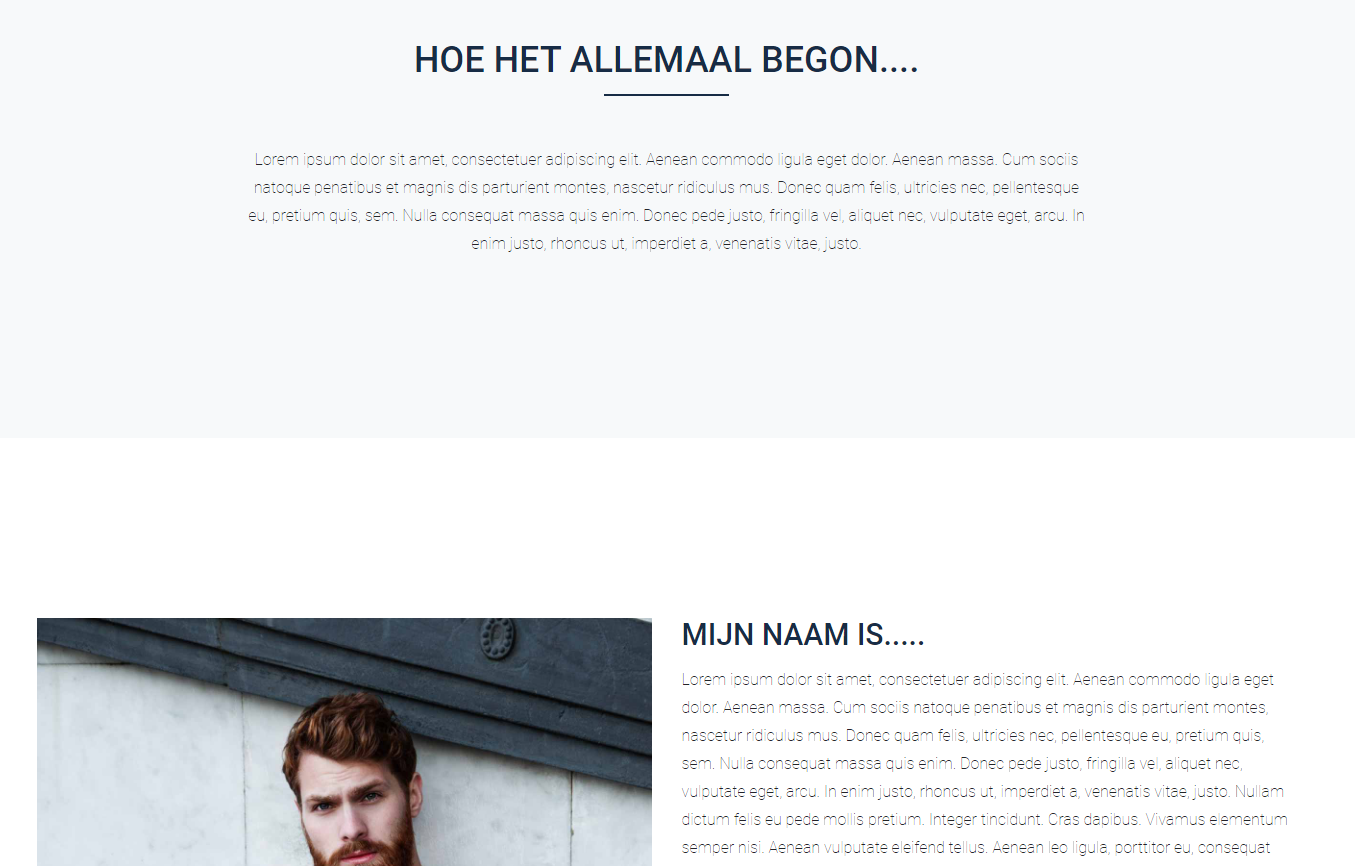 HOE HET ALLEMAAL BEGON....
Lorem ipsum dolor sit amet, consectetuer adipiscing elit. Aenean commodo ligula eget dolor. Aenean massa. Cum sociis
natoque penatibus et magnis dis parturient montes, nascetur ridiculus mus. Donec quam felis, ultricies nec, pellentesque
eu, pretium quis, sem. Nulla consequat massa quis enim. Donec pede justo, fringilla vel, aliquet nec, vulputate eget, arcu. In
enim justo, rhoncus ut, imperdiet a, venenatis vitae, justo.
MIJN NAAM IS.....
Lorem ipsum dolor sit amet, consectetuer adipiscing elit. Aenean commodo ligula eget
dolor. Aenean massa. Cum sociis natoque penatibus et magnis dis parturient montes,
nascetur ridiculus mus. Donec quam felis, ultricies nec, pellentesque eu, pretium quis,
sem. Nulla consequat massa quis enim. Donec pede justo, fringilla vel, aliquet nec,
vulputate eget, arcu. In enim justo, rhoncus ut, imperdiet a, venenatis vitae, justo. Nullam
dictum felis eu pede mollis pretium. Integer tincidunt. Cras dapibus. Vivamus elementum
semper nisi. Aenean vulputate eleifend tellus. Aenean leo ligula, porttitor eu, consequat